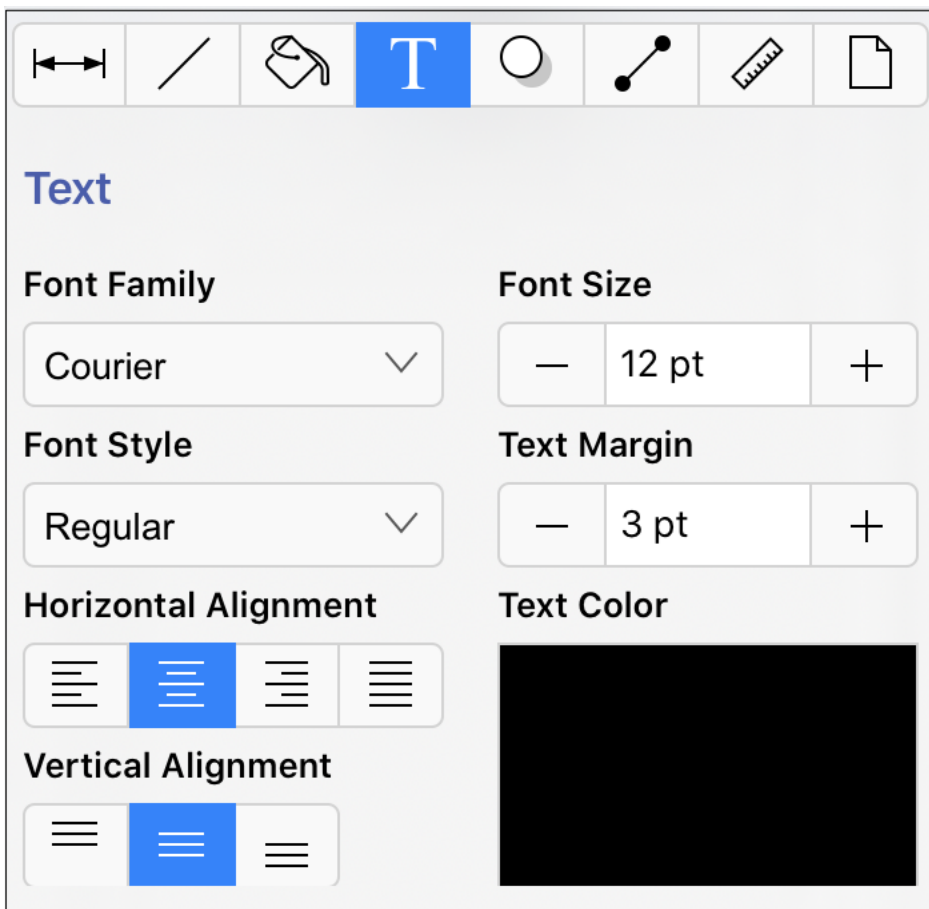 T
Text
Font Family
Font Size
Courier
12 pt
Font Style
Text Margin
Regular
3 pt
Horizontal Alignment
Text Color
Vertical Alignment